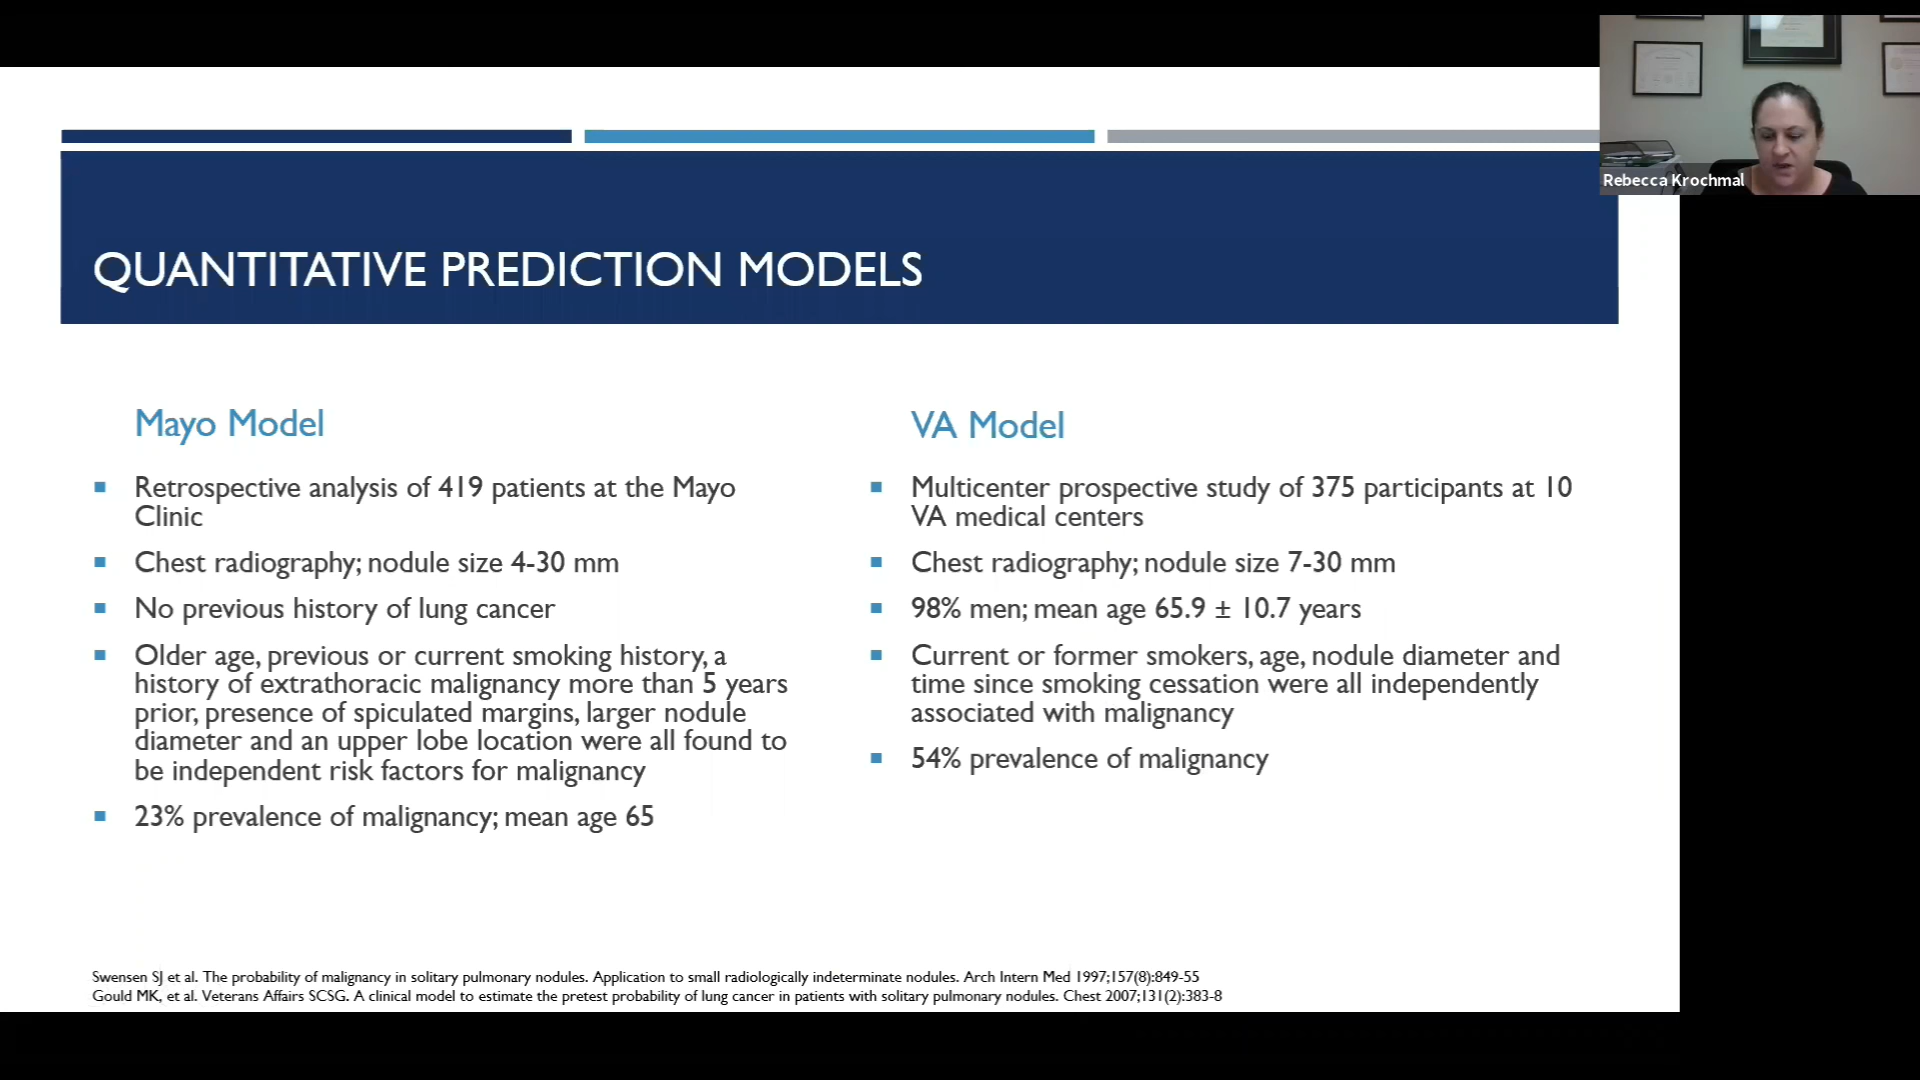 Rebecca Krochmal
QUANTITATIVE PREDICTION MODELS
Mayo Model
Retrospective analysis of 419 patients at the Mayo
Clinic
Chest radiography; nodule size 4-30 mm
No previous history of lung cancer
Older age, previous or current smoking history, a
history of extrathoracic malignancy more than 5 years
prior, presence of spiculated margins, larger nodule
diameter and an upper lobe location were all found to
be independent risk factors for malignancy
23% prevalence of malignancy; mean age 65
VA Model
Multicenter prospective study of 375 participants at 10
VA medical centers
Chest radiography; nodule size 7-30 mm
98% men; mean age 65.9 ± 10.7 years
Current or former smokers, age, nodule diameter and
time since smoking cessation were all independently
associated with malignancy
54% prevalence of malignancy
Swensen SJ et al. The probability of malignancy in solitary pulmonary nodules. Application to small radiologically indeterminate nodules. Arch Intern Med 1997;157(8):849-55
Gould MK, et al. Veterans Affairs SCSG. A clinical model to estimate the pretest probability of lung cancer in patients with solitary pulmonary nodules. Chest 2007;131(2):383-8